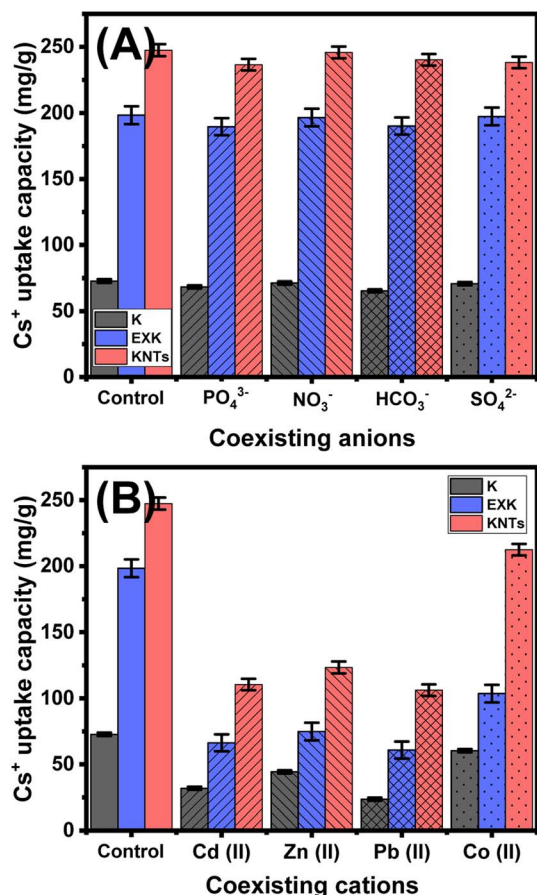 (A)
250
200
150
100
50
0
Cs⁺ uptake capacity (mg/g)
K
EXK
KNTs
Control PO₄³⁻ NO₃⁻ HCO₃⁻ SO₄²⁻
Coexisting anions
(B)
250
200
150
100
50
0
Cs⁺ uptake capacity (mg/g)
K
EXK
KNTs
Control Cd (II) Zn (II) Pb (II) Co (II)
Coexisting cations